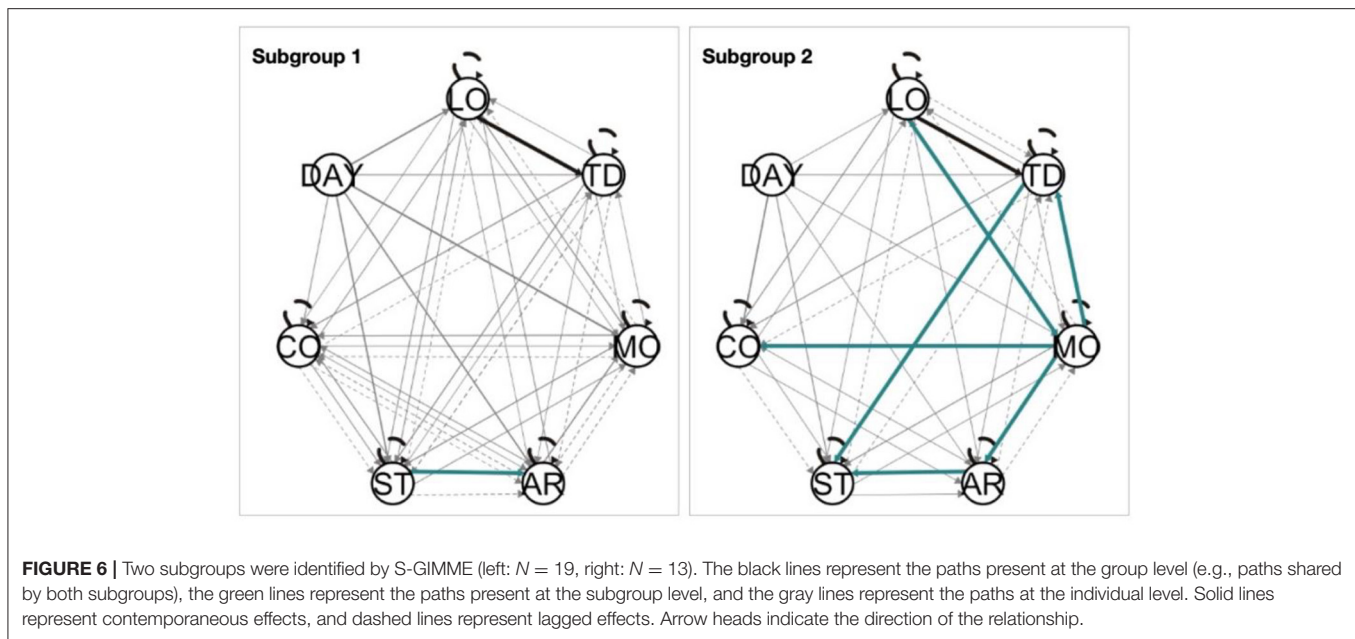 Subgroup 1
LO
DAY
TD
CO
MO
ST
AR
Subgroup 2
LO
DAY
TD
CO
MO
ST
AR
FIGURE 6 | Two subgroups were identified by S-GIMME (left: N = 19, right: N = 13). The black lines represent the paths present at the group level (e.g., paths shared
by both subgroups), the green lines represent the paths present at the subgroup level, and the gray lines represent the paths at the individual level. Solid lines
represent contemporaneous effects, and dashed lines represent lagged effects. Arrow heads indicate the direction of the relationship.